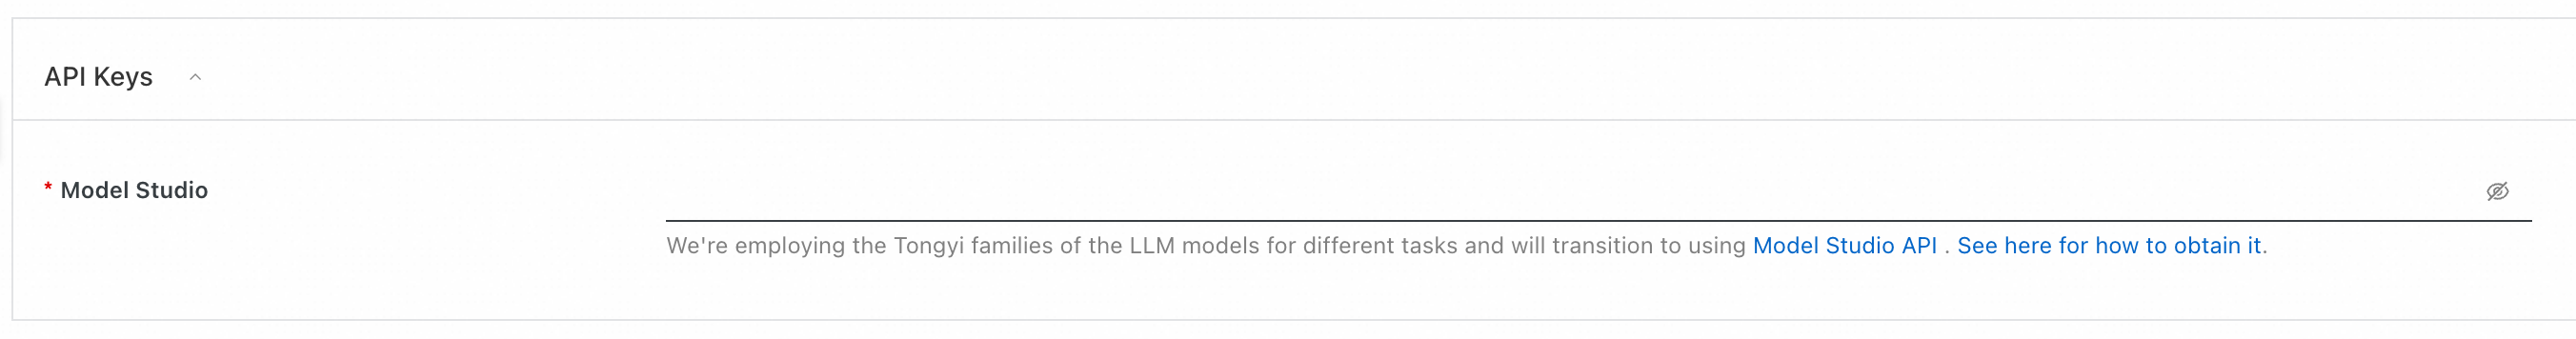 API Keys
* Model Studio
We're employing the Tongyi families of the LLM models for different tasks and will transition to using Model Studio API . See here for how to obtain it.